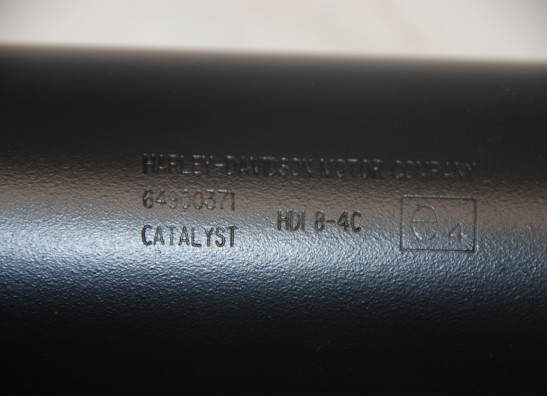 HARLEY-DAVIDSON MOTOR COMPANY
64900371
CATALYST HDI 8-4C e4